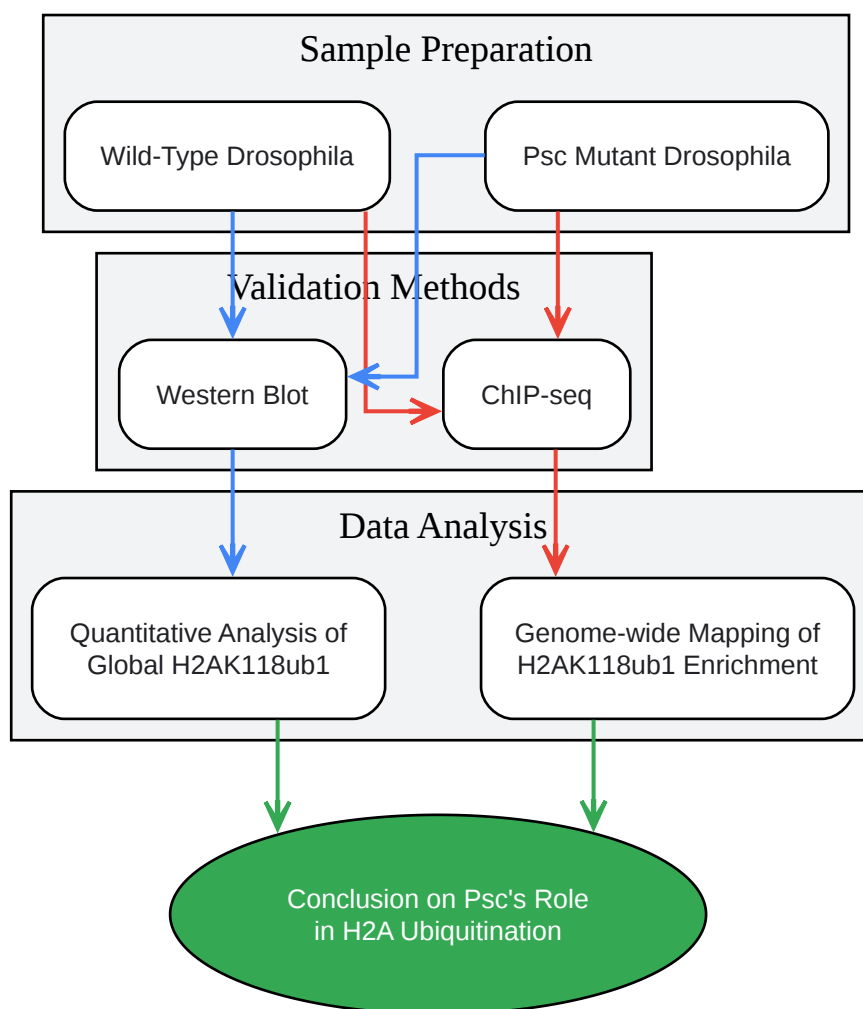 Sample Preparation
Wild-Type Drosophila
Psc Mutant Drosophila
Validation Methods
Western Blot
ChIP-seq
Data Analysis
Quantitative Analysis of
Global H2AK118ub1
Genome-wide Mapping of
H2AK118ub1 Enrichment
Conclusion on Psc's Role
in H2A Ubiquitination